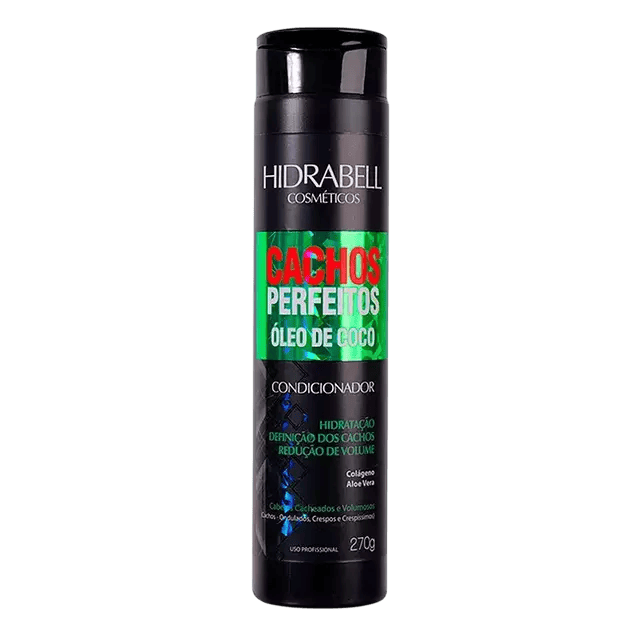 HIDRABELL
COSMÉTICOS
CACHOS
PERFEITOS
ÓLEO DE COCO
CONDICIONADOR
HIDRATAÇÃO
DEFINIÇÃO DOS CACHOS
REDUÇÃO DE VOLUME
Colágeno
Aloe Vera
Cabelos Cacheados e Volumosos
(Cachos - Ondulados, Crespos e Crespíssimos)
USO PROFISSIONAL
270g